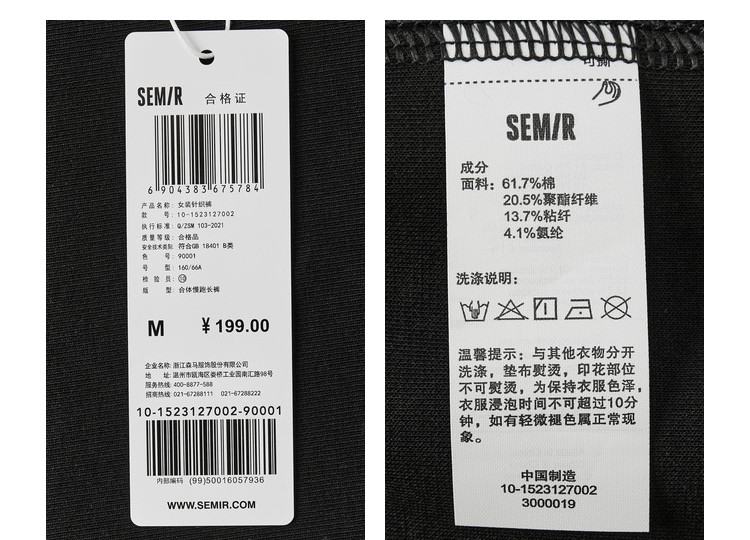 SEM/R 合格证
6 904383 675784
产品名称: 女装针织裤
款 号: 10-1523127002
执行标准: Q/ZSM 103-2021
质量等级: 合格品
安全技术类别: 符合GB 18401 B类
色 号: 90001
号 型: 160/66A
检 验 员:
版 型: 合体慢跑长裤
M ¥199.00
企业名称: 浙江森马服饰股份有限公司
地 址: 温州市瓯海区娄桥工业园南汇路98号
服务热线: 400-8877-588
招商热线: 021-67288111 021-67288222
10-1523127002-90001
内部编码 (99)50016057936
WWW.SEMIR.COM
可撕
SEM/R
成分
面料: 61.7%棉
20.5%聚酯纤维
13.7%粘纤
4.1%氨纶
洗涤说明:
温馨提示: 与其他衣物分开
洗涤, 垫布熨烫, 印花部位
不可熨烫, 为保持衣服色泽,
衣服浸泡时间不可超过10分
钟, 如有轻微褪色属正常现
象。
中国制造
10-1523127002
3000019